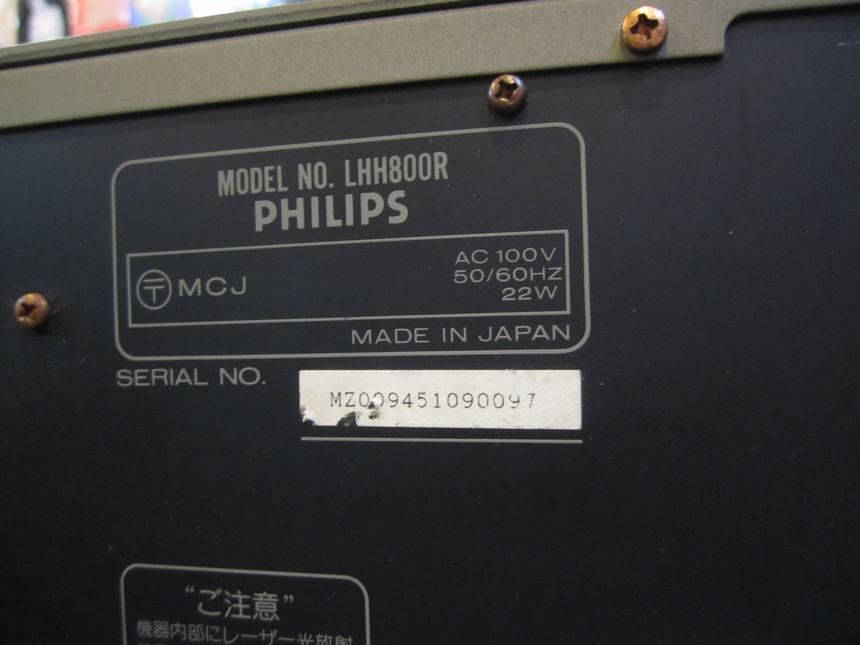 MODEL NO. LHH800R
PHILIPS
〒 MCJ
AC 100V
50/60HZ
22W
MADE IN JAPAN
SERIAL NO.
MZ009451090097
“ご注意”
機器内部にレーザー光放射